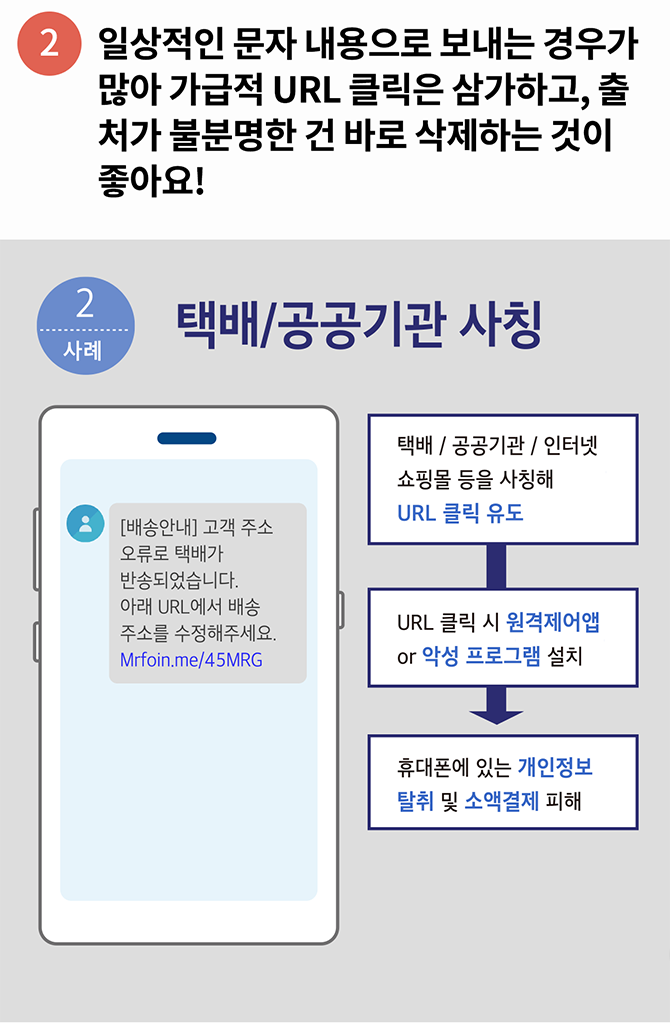 2
일상적인 문자 내용으로 보내는 경우가
많아 가급적 URL 클릭은 삼가하고, 출
처가 불분명한 건 바로 삭제하는 것이
좋아요!
2
사례
택배/공공기관 사칭
[배송안내] 고객 주소
오류로 택배가
반송되었습니다.
아래 URL에서 배송
주소를 수정해주세요.
Mrfoin.me/45MRG
택배 / 공공기관 / 인터넷
쇼핑몰 등을 사칭해
URL 클릭 유도
URL 클릭 시 원격제어앱
or 악성 프로그램 설치
휴대폰에 있는 개인정보
탈취 및 소액결제 피해